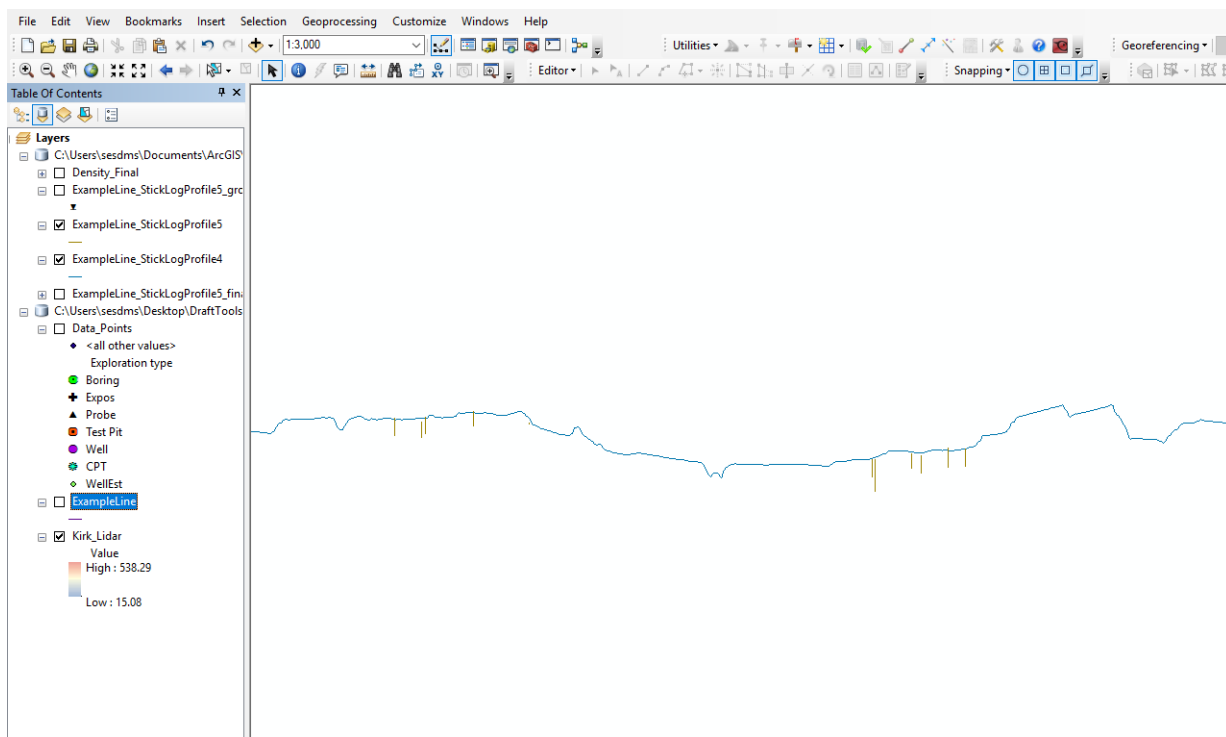 File Edit View Bookmarks Insert Selection Geoprocessing Customize Windows Help
1:3,000 Utilities Georeferencing
Editor Snapping
Table Of Contents
Layers
C:\Users\sesdms\Documents\ArcGIS\
Density_Final
ExampleLine_StickLogProfile5_grc
ExampleLine_StickLogProfile5
ExampleLine_StickLogProfile4
ExampleLine_StickLogProfile5_fin
C:\Users\sesdms\Desktop\DraftTools
Data_Points
<all other values>
Exploration type
Boring
Expos
Probe
Test Pit
Well
CPT
WellEst
ExampleLine
Kirk_Lidar
Value
High : 538.29
Low : 15.08